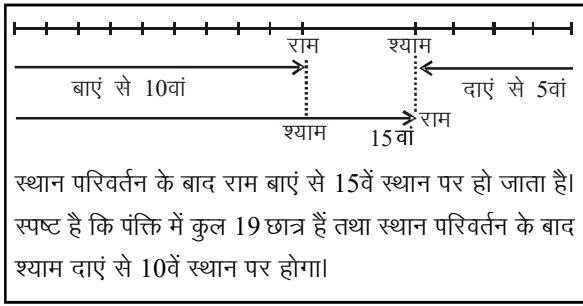 राम श्याम
बाएं से 10वां दाएं से 5वां
श्याम 15वां राम
स्थान परिवर्तन के बाद राम बाएं से 15वें स्थान पर हो जाता है।
स्पष्ट है कि पंक्ति में कुल 19 छात्र हैं तथा स्थान परिवर्तन के बाद
श्याम दाएं से 10वें स्थान पर होगा।